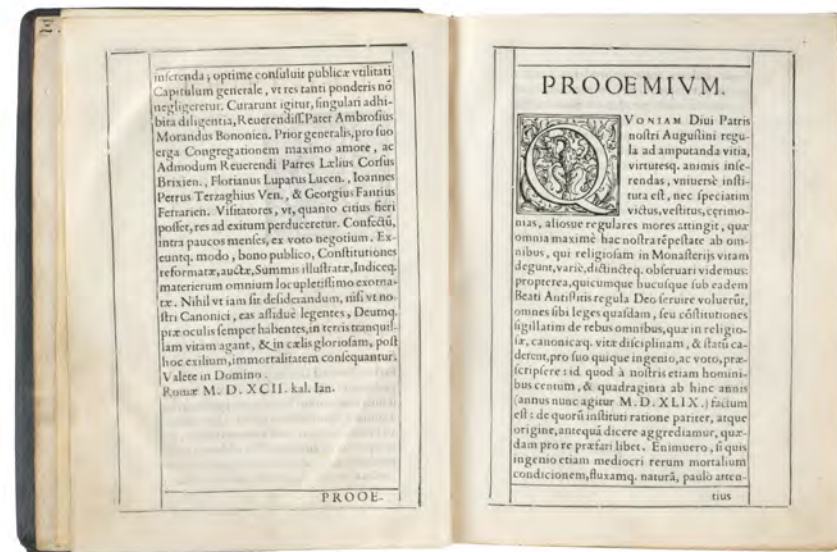 inserenda; optime consuluit publicæ vtilitati
Capitulum generale, vt res tanti ponderis nõ
negligeretur. Curarunt igitur, singulari adhi-
bita diligentia, Reuerendiss. Pater Ambrosius
Morandus Bononien. Prior generalis, pro suo
erga Congregationem maximo amore, ac
Admodum Reuerendi Patres Lælius Corsus
Brixien., Florianus Lupatus Lucen., Ioannes
Petrus Terzaghius Ven., & Georgius Fantius
Ferrarien. Visitatores, vt, quanto citius fieri
posset, res ad exitum perduceretur. Confectũ,
intra paucos menses, ex voto negotium. Ex-
euntq. modo, bono publico, Constitutiones
reformatæ, auctæ, Summis illustratæ, Indiceq.
materierum omnium locupletissimo exorna-
tæ. Nihil vt iam sit desiderandum, nisi vt no-
stri Canonici, eas assiduè legentes, Deumq.
præ oculis semper habentes, in terris tranquil-
lam vitam agant, & in cælis gloriosam, post
hoc exilium, immortalitatem consequantur.
Valete in Domino.
Romæ M. D. XCII. kal. Ian.
PROOE-
PROOEMIVM.
QVONIAM Diui Patris
nostri Augustini regu-
la ad amputanda vitia,
virtutesq. animis inse-
rendas, vniuersè insti-
tuta est, nec speciatim
victus, vestitus, cęrimo-
nias, aliosue regulares mores attingit, quæ
omnia maximè hac nostra tẽpestate ab om-
nibus, qui religiosam in Monasterijs vitam
degunt, variè, distincteq. obseruari videmus:
propterea, quicumque hucusque sub eadem
Beati Antistitis regula Deo seruire voluerũt,
omnes sibi leges quasdam, seu cõstitutiones
sigillatim de rebus omnibus, quæ in religio-
sæ, canonicæq. vitæ disciplinam, & statũ ca-
derent, pro suo quique ingenio, ac voto, præ-
scripsere: id quod à nostris etiam homini-
bus centum, & quadraginta ab hinc annis
(annus nunc agitur M. D. XLIX.) factum
est: de quorũ instituti ratione pariter, atque
origine, antequã dicere aggrediamur, quæ-
dam pro re præfari libet. Enimuero, si quis
ingenio etiam mediocri rerum mortalium
condicionem, fluxamq. naturã, paulo atten-
tius